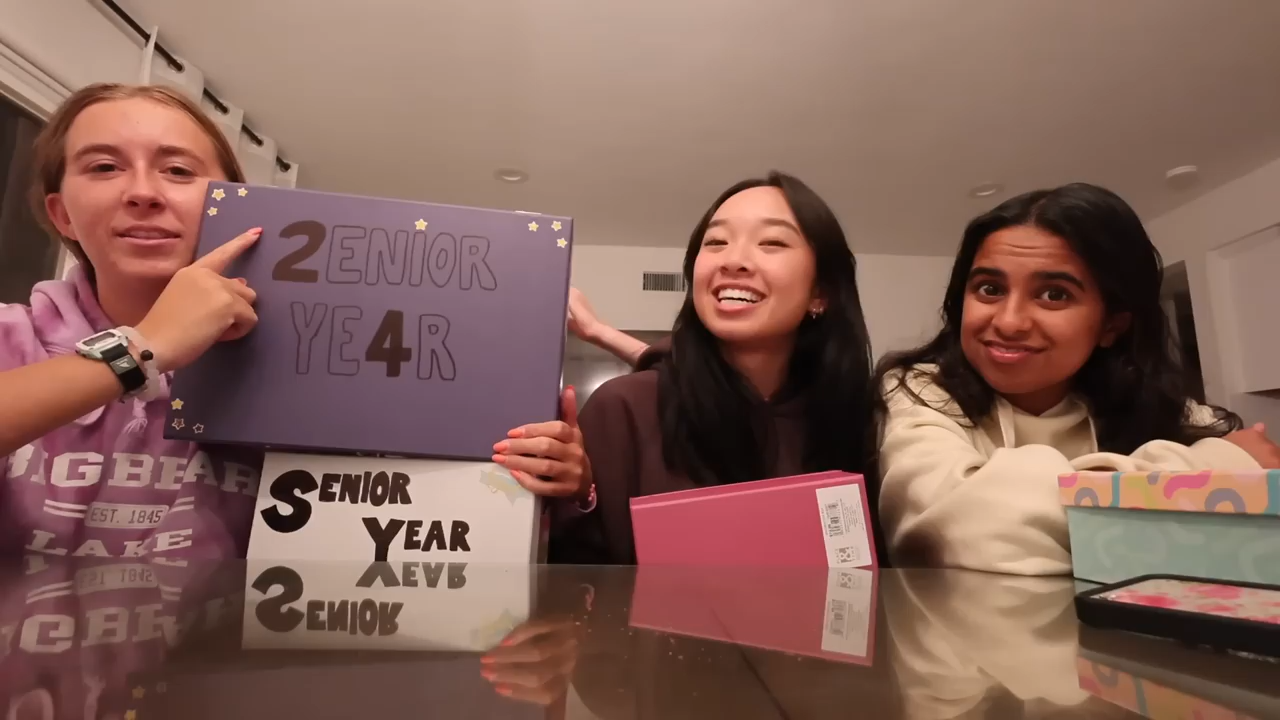 2ENIOR
YE4R
SENIOR
YEAR
BIGBEAR
EST. 1845
LAKE